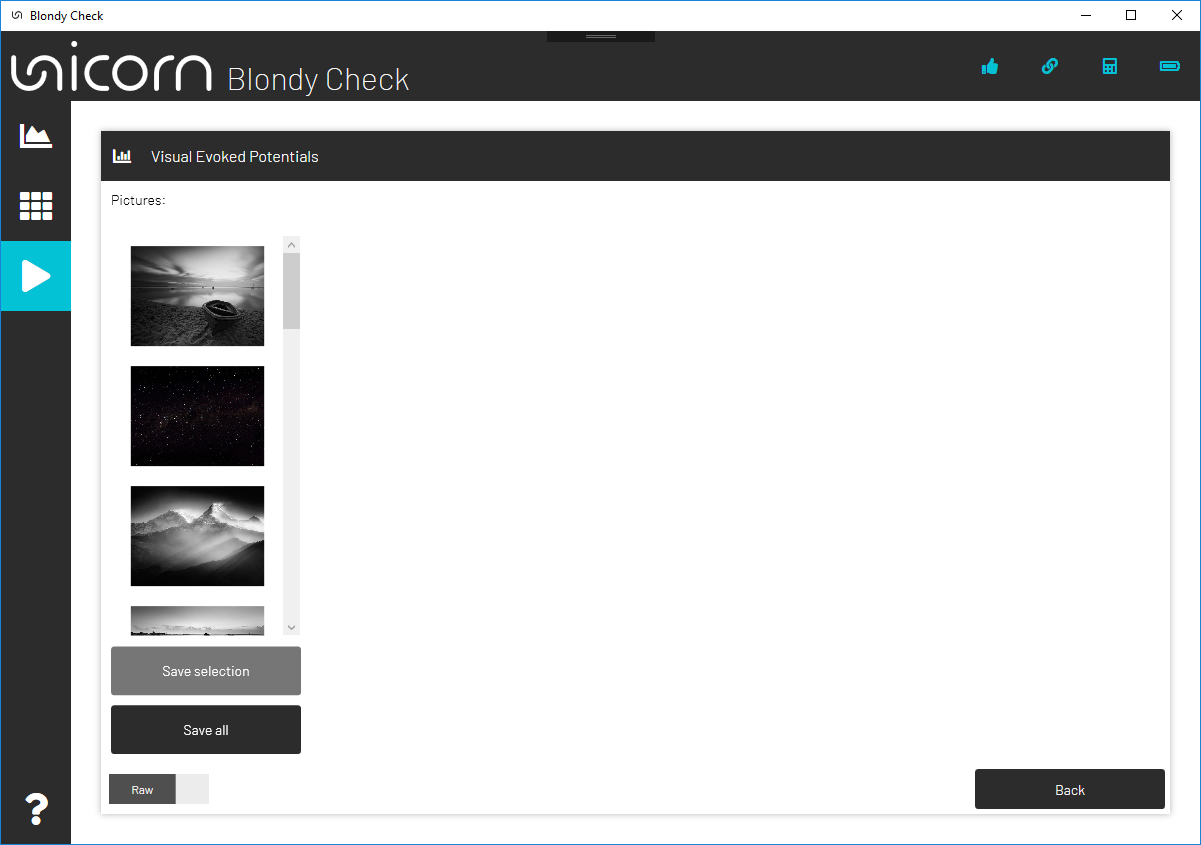 Blondy Check
unicorn Blondy Check
Visual Evoked Potentials
Pictures:
Save selection
Save all
Raw
Back